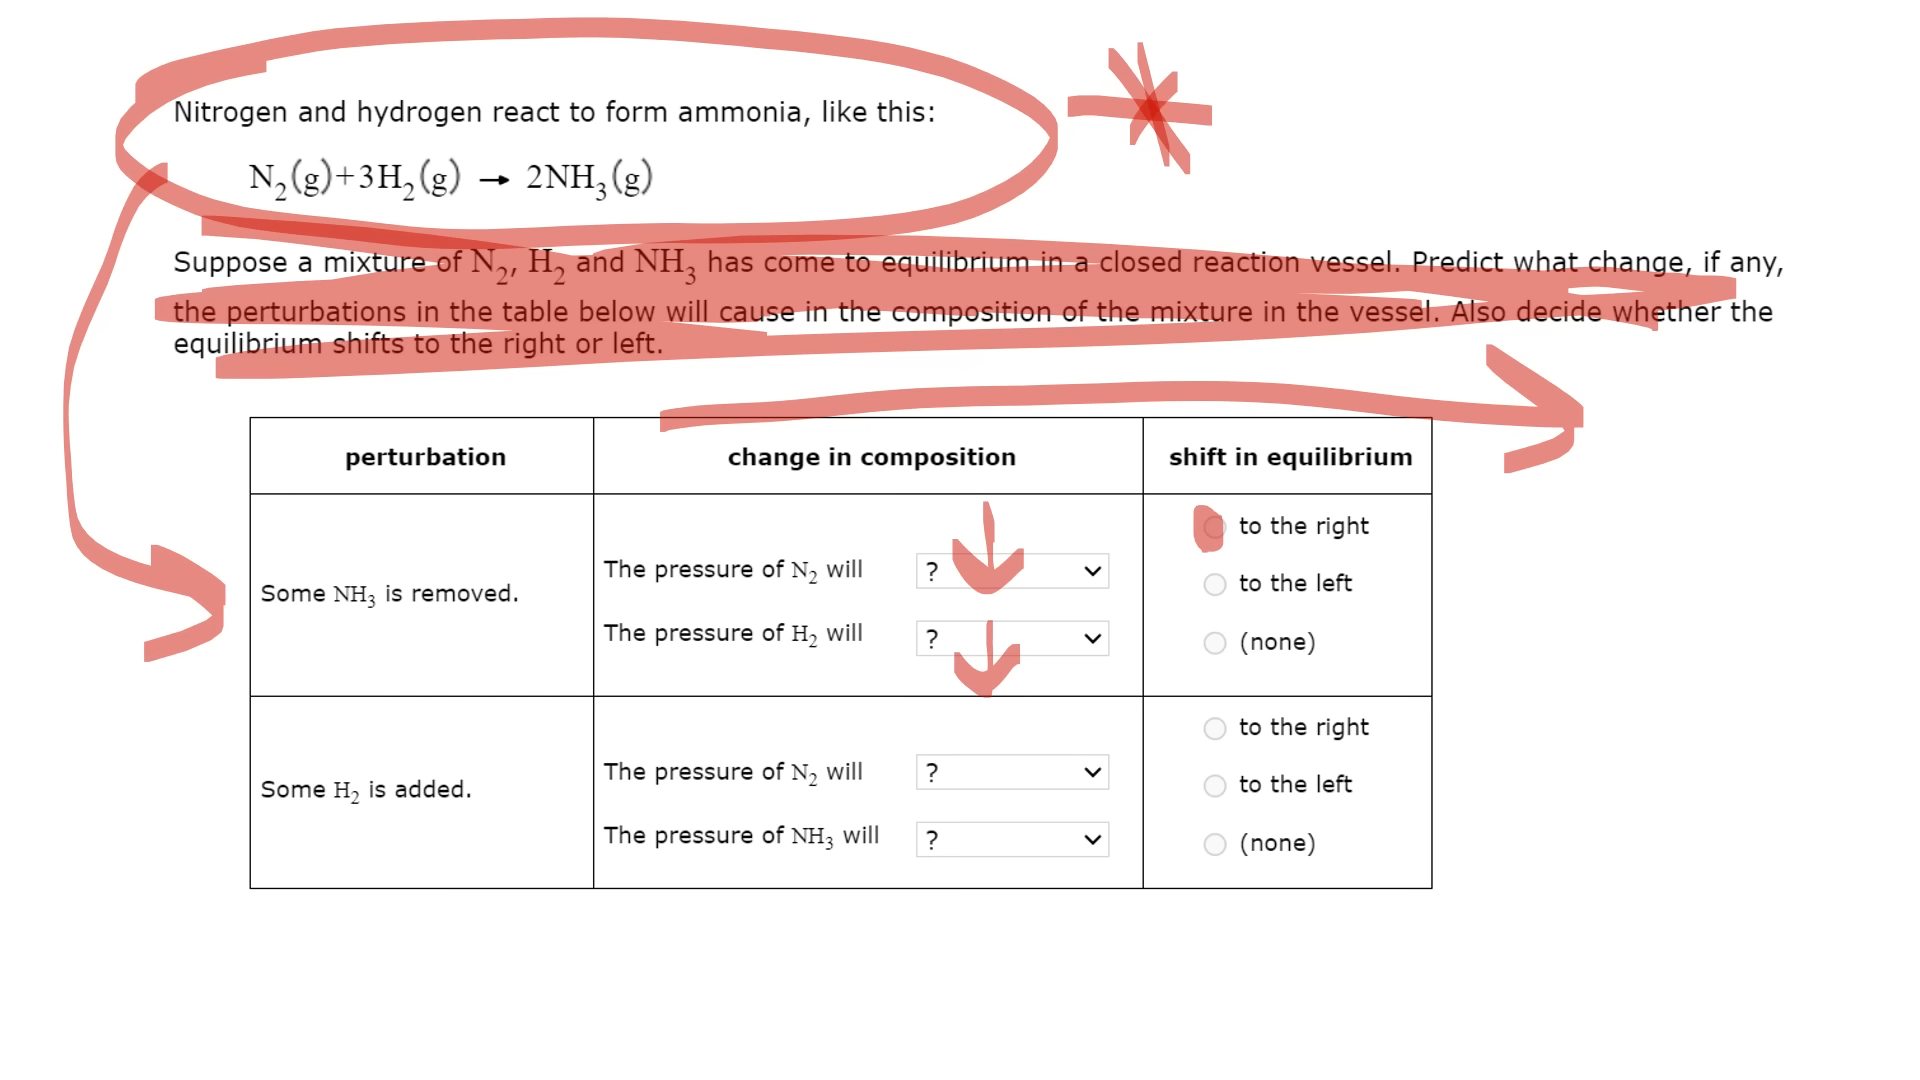 Nitrogen and hydrogen react to form ammonia, like this:
N₂(g)+3H₂(g) → 2NH₃(g)
Suppose a mixture of N₂, H₂ and NH₃ has come to equilibrium in a closed reaction vessel. Predict what change, if any,
the perturbations in the table below will cause in the composition of the mixture in the vessel. Also decide whether the
equilibrium shifts to the right or left.
perturbation change in composition shift in equilibrium
Some NH₃ is removed.
The pressure of N₂ will ?
The pressure of H₂ will ?
to the right
to the left
(none)
Some H₂ is added.
The pressure of N₂ will ?
The pressure of NH₃ will ?
to the right
to the left
(none)